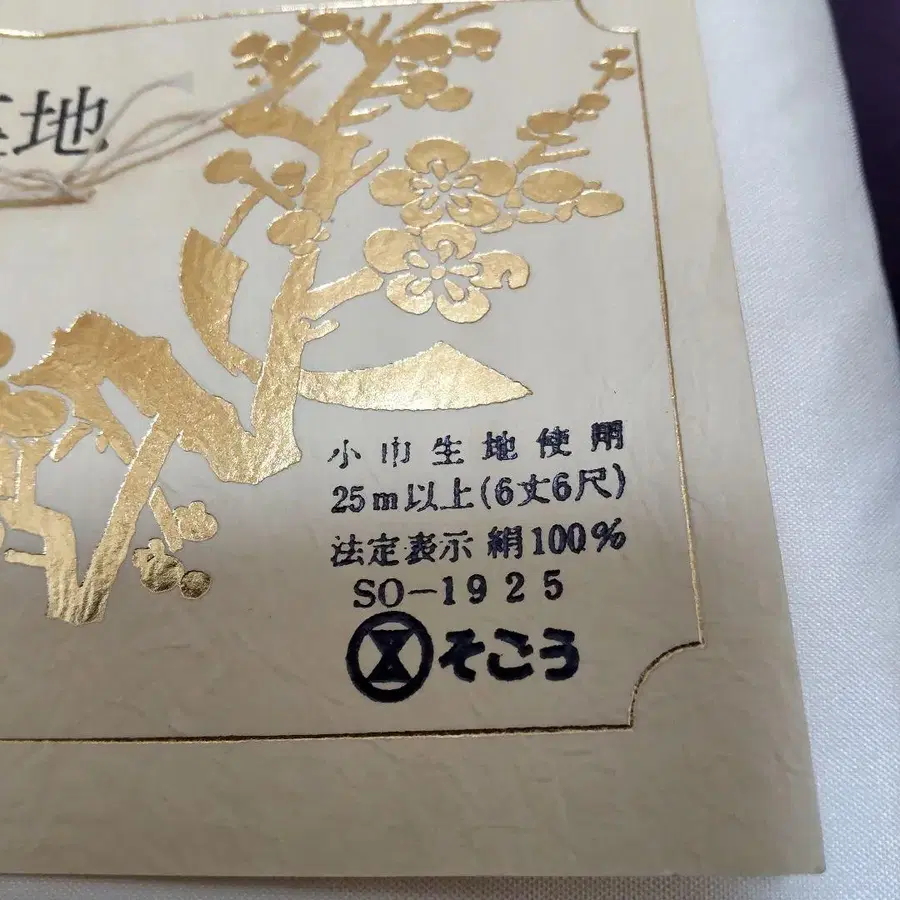 地
小巾生地使用
25m以上(6丈6尺)
法定表示 絹100%
SO-1925
そごう